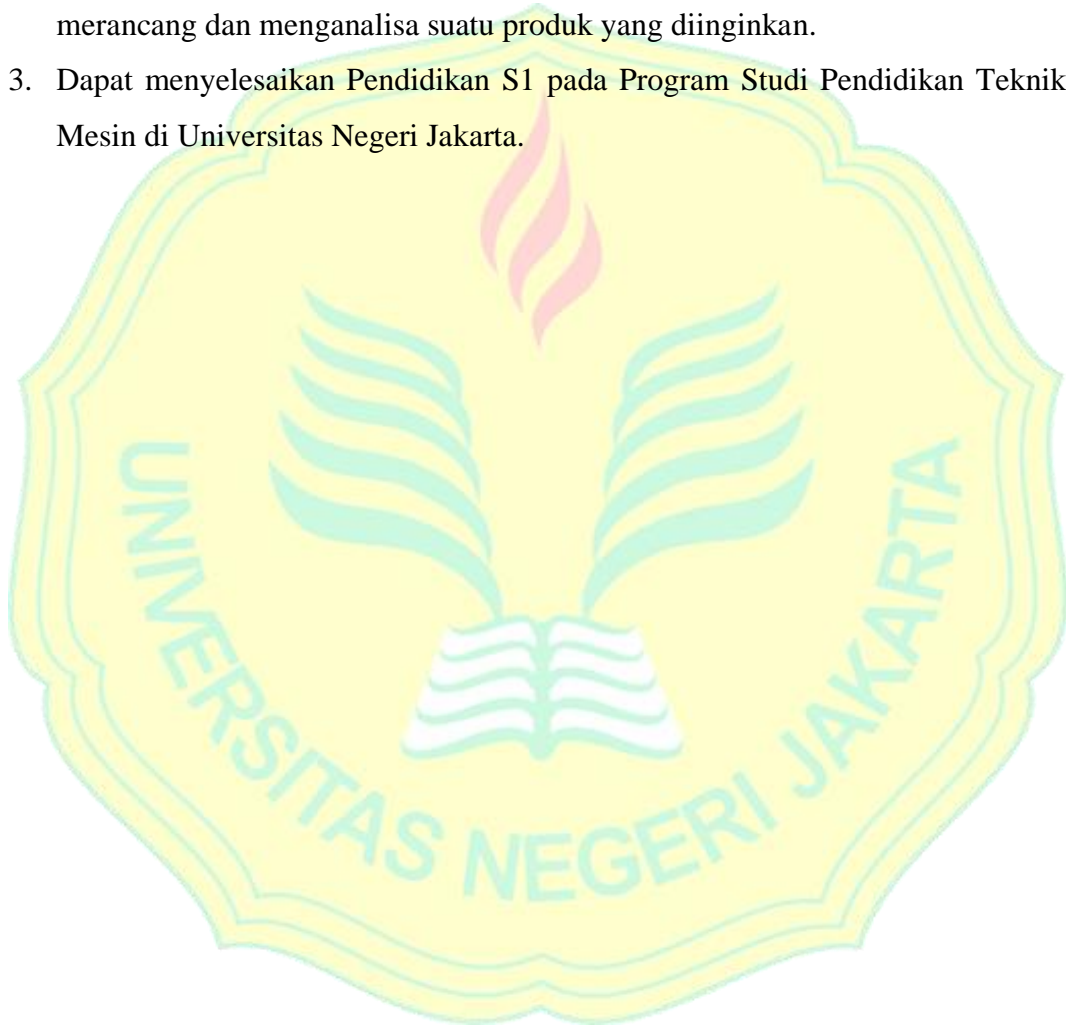 merancang dan menganalisa suatu produk yang diinginkan.
3. Dapat menyelesaikan Pendidikan S1 pada Program Studi Pendidikan Teknik
Mesin di Universitas Negeri Jakarta.
UNIVERSITAS NEGERI JAKARTA